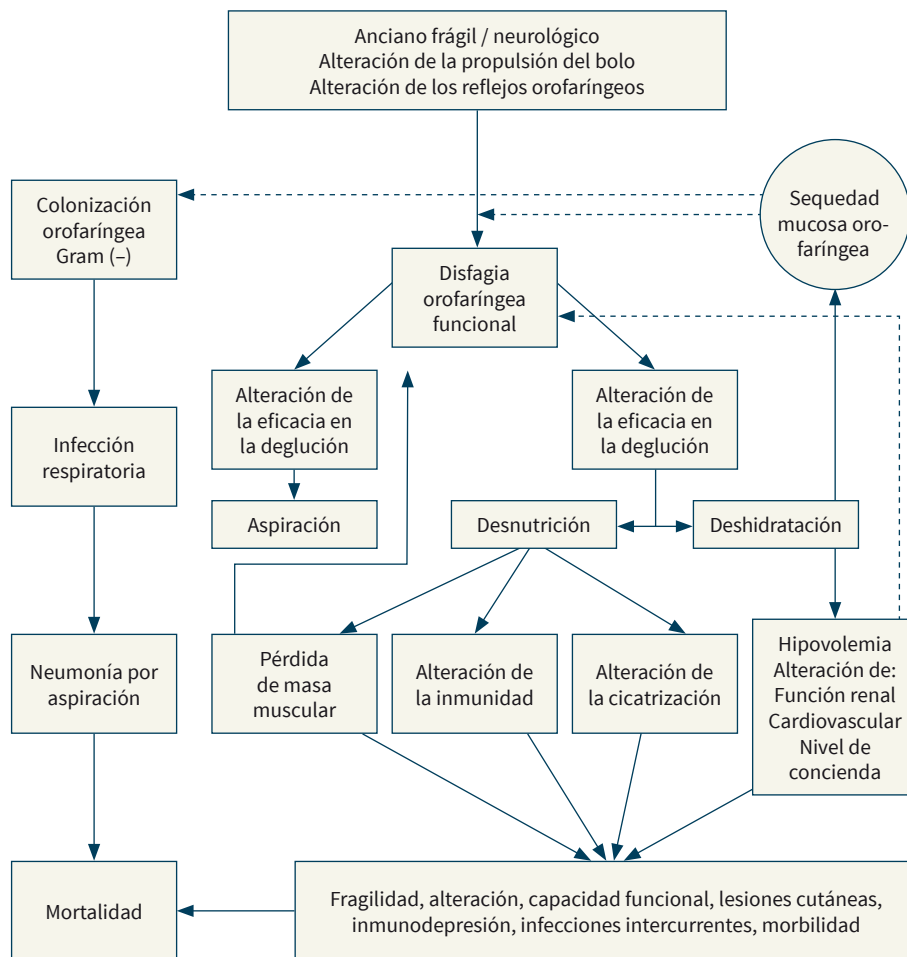 Anciano frágil / neurológico
Alteración de la propulsión del bolo
Alteración de los reflejos orofaríngeos
Colonización
orofaríngea
Gram (–)
Sequedad
mucosa oro-
faríngea
Disfagia
orofaríngea
funcional
Alteración de
la eficacia en
la deglución
Alteración de
la eficacia en
la deglución
Infección
respiratoria
Aspiración
Desnutrición
Deshidratación
Neumonía por
aspiración
Pérdida
de masa
muscular
Alteración de
la inmunidad
Alteración de
la cicatrización
Hipovolemia
Alteración de:
Función renal
Cardiovascular
Nivel de
concienda
Mortalidad
Fragilidad, alteración, capacidad funcional, lesiones cutáneas,
inmunodepresión, infecciones intercurrentes, morbilidad